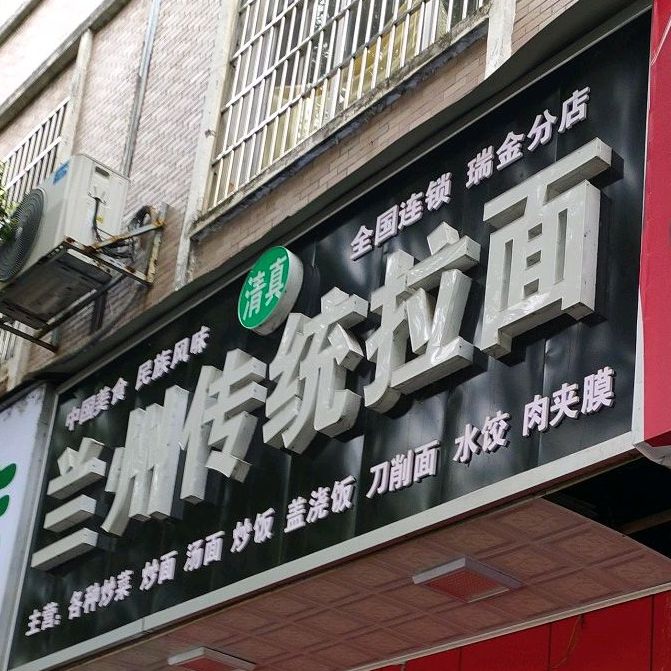 中国美食 民族风味
清真
全国连锁 瑞金分店
兰州传统拉面
主营：各种炒菜 炒面 汤面 炒饭 盖浇饭 刀削面 水饺 肉夹膜